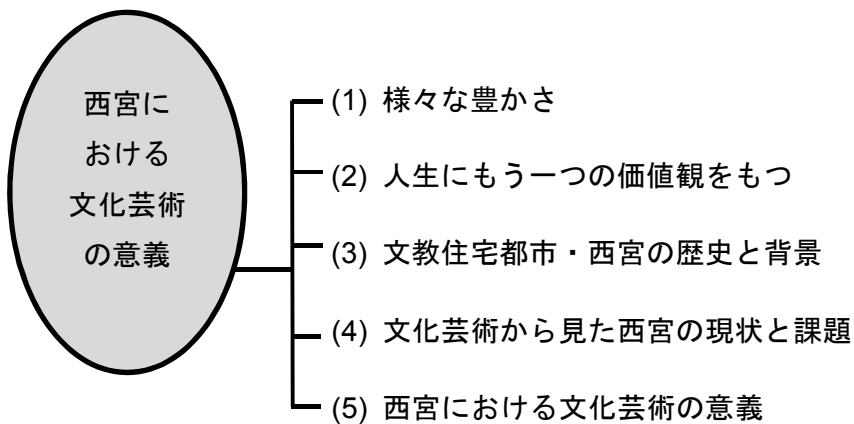 西宮に
おける
文化芸術
の意義
(1) 様々な豊かさ
(2) 人生にもう一つの価値観をもつ
(3) 文教住宅都市・西宮の歴史と背景
(4) 文化芸術から見た西宮の現状と課題
(5) 西宮における文化芸術の意義